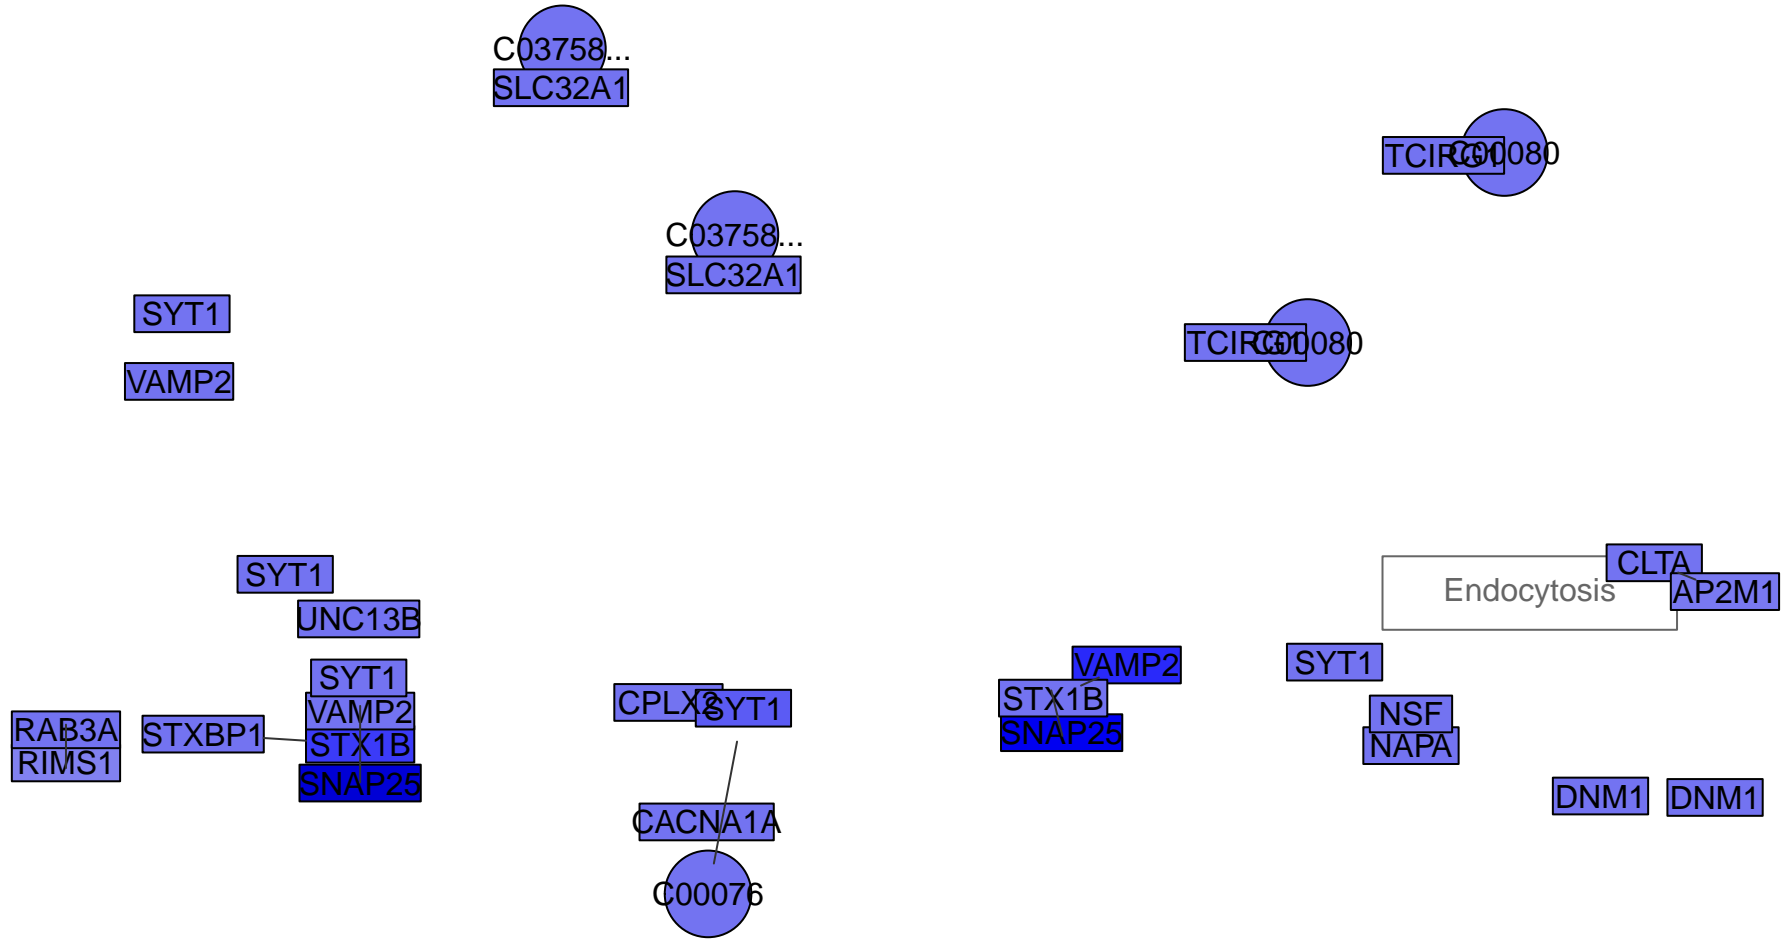 C03758...
SLC32A1
TCIRG1
C00080
C03758...
SLC32A1
SYT1
TCIRG1
C00080
VAMP2
SYT1
CLTA
Endocytosis
AP2M1
UNC13B
SYT1
VAMP2
SYT1
STX1B
CPLX2
SYT1
VAMP2
NSF
RAB3A
STXBP1
STX1B
SNAP25
NAPA
RIMS1
SNAP25
DNM1
DNM1
CACNA1A
C00076